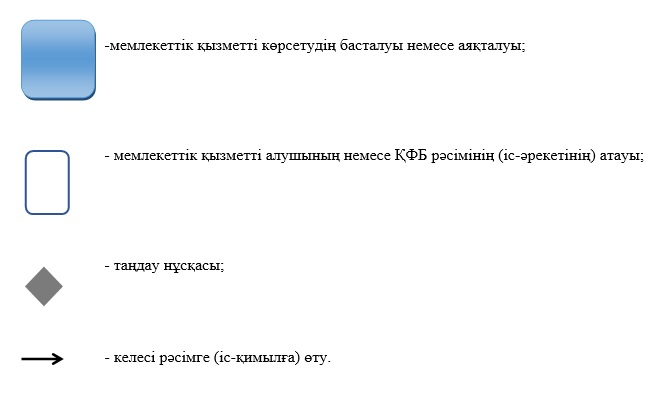 -мемлекеттік қызметті көрсетудің басталуы немесе аяқталуы;
- мемлекеттік қызметті алушының немесе ҚФБ рәсімінің (іс-әрекетінің) атауы;
- таңдау нұсқасы;
- келесі рәсімге (іс-қимылға) өту.